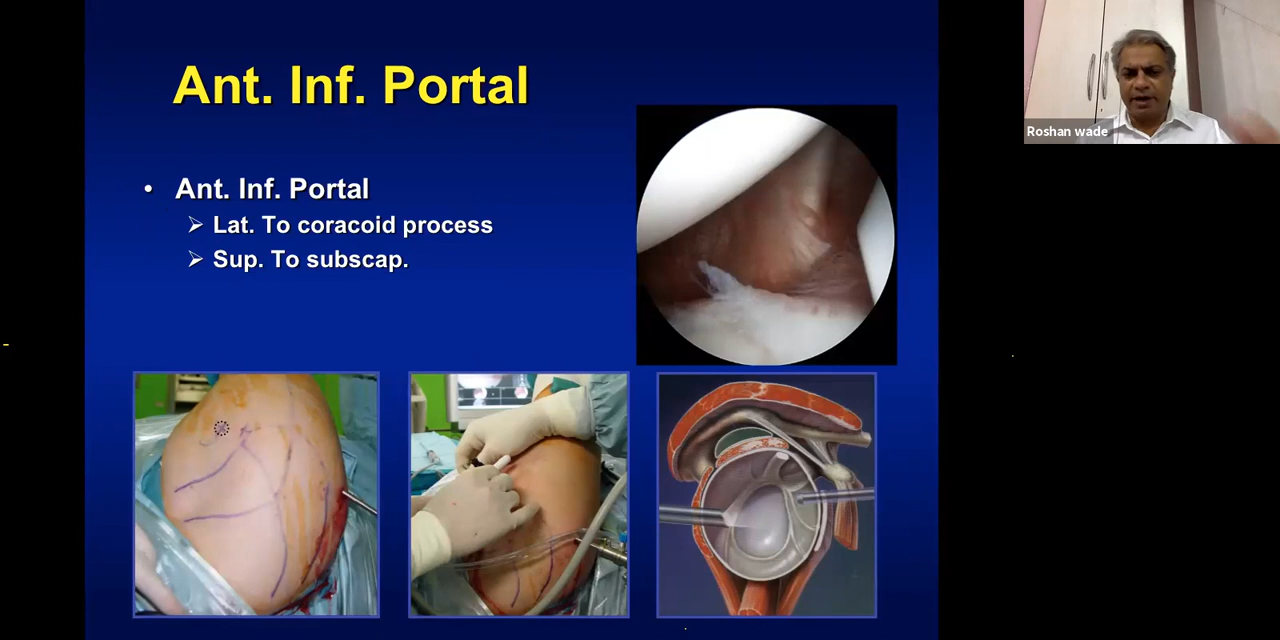 Ant. Inf. Portal
• Ant. Inf. Portal
➢ Lat. To coracoid process
➢ Sup. To subscap.
Roshan wade